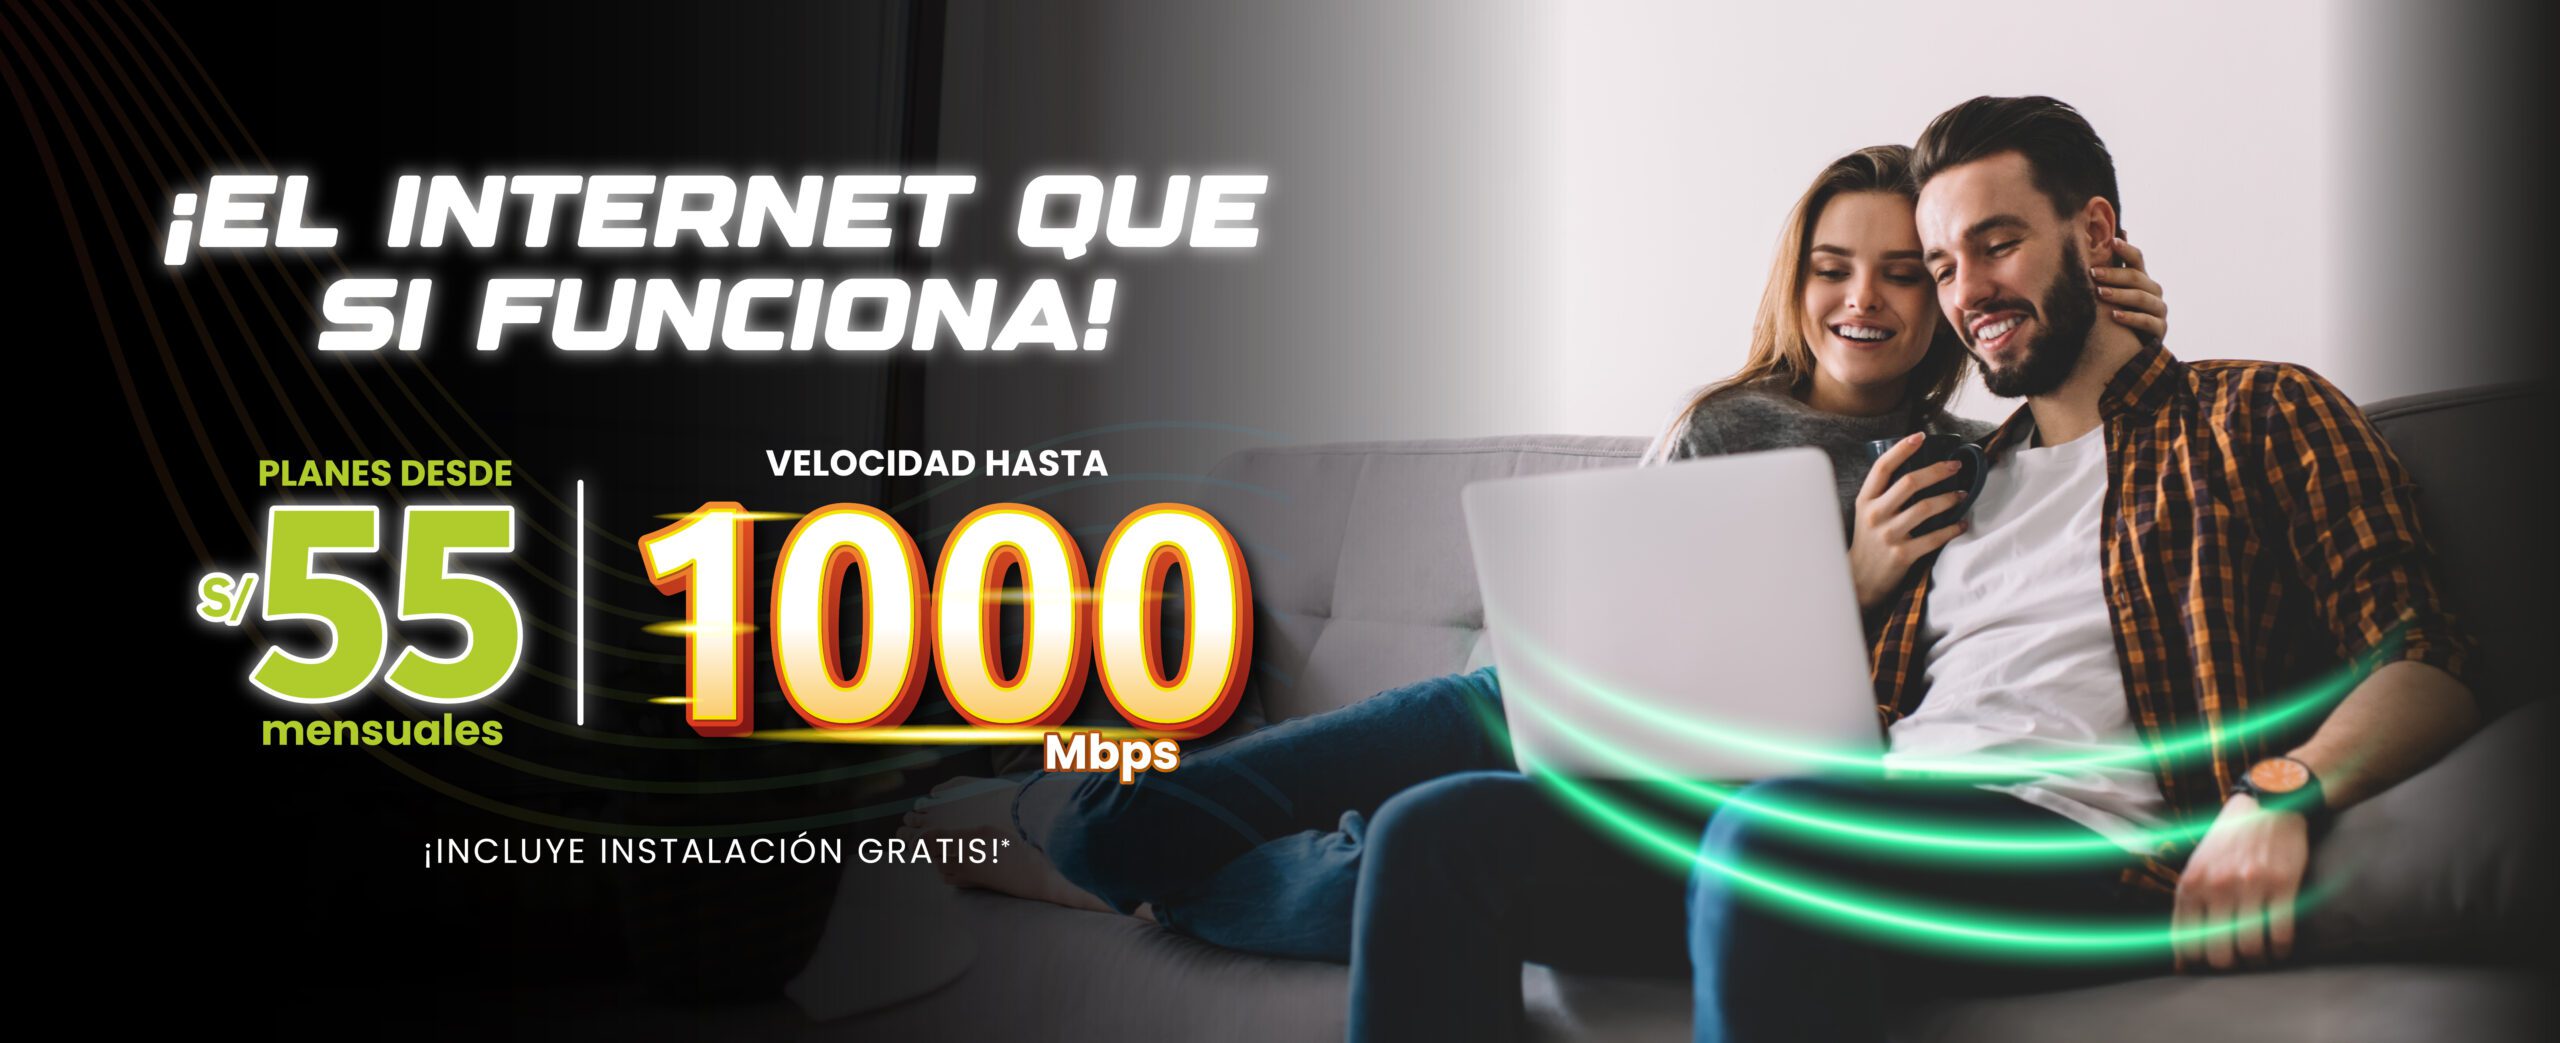 ¡EL INTERNET QUE
SI FUNCIONA!
PLANES DESDE
S/55
mensuales
VELOCIDAD HASTA
1000
Mbps
¡INCLUYE INSTALACIÓN GRATIS!*